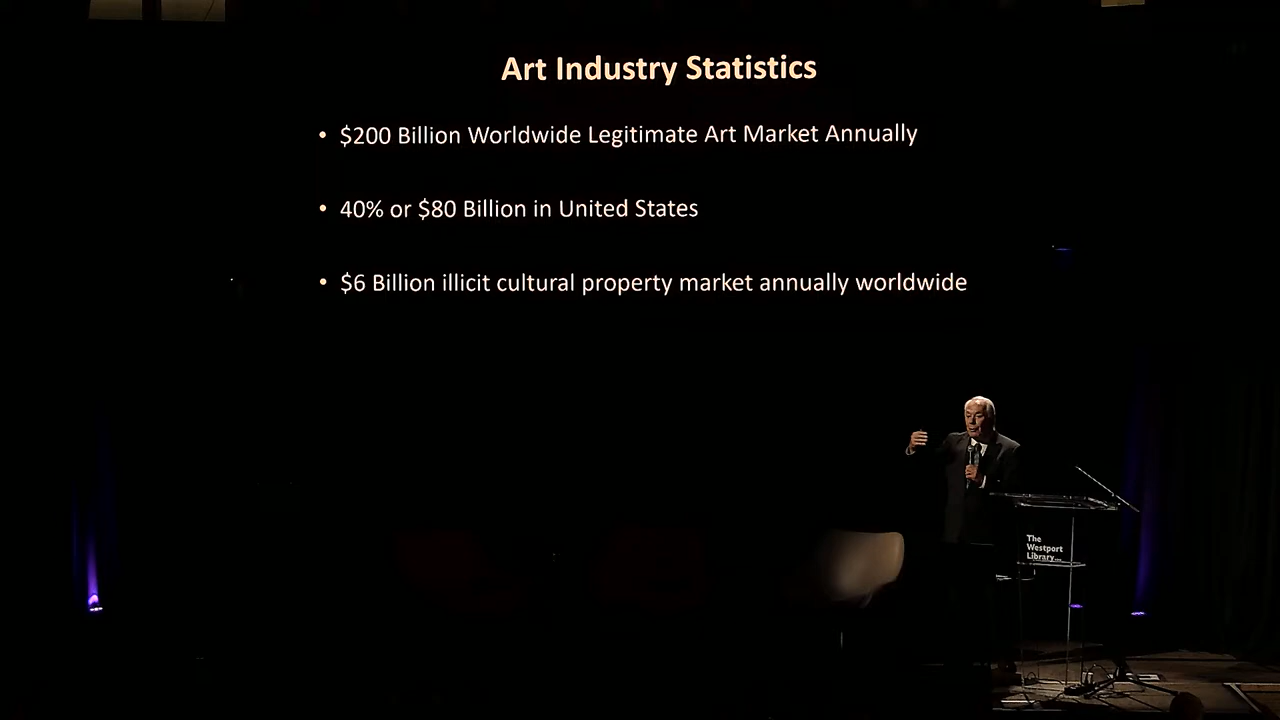 Art Industry Statistics
• $200 Billion Worldwide Legitimate Art Market Annually
• 40% or $80 Billion in United States
• $6 Billion illicit cultural property market annually worldwide
The
Westport
Library